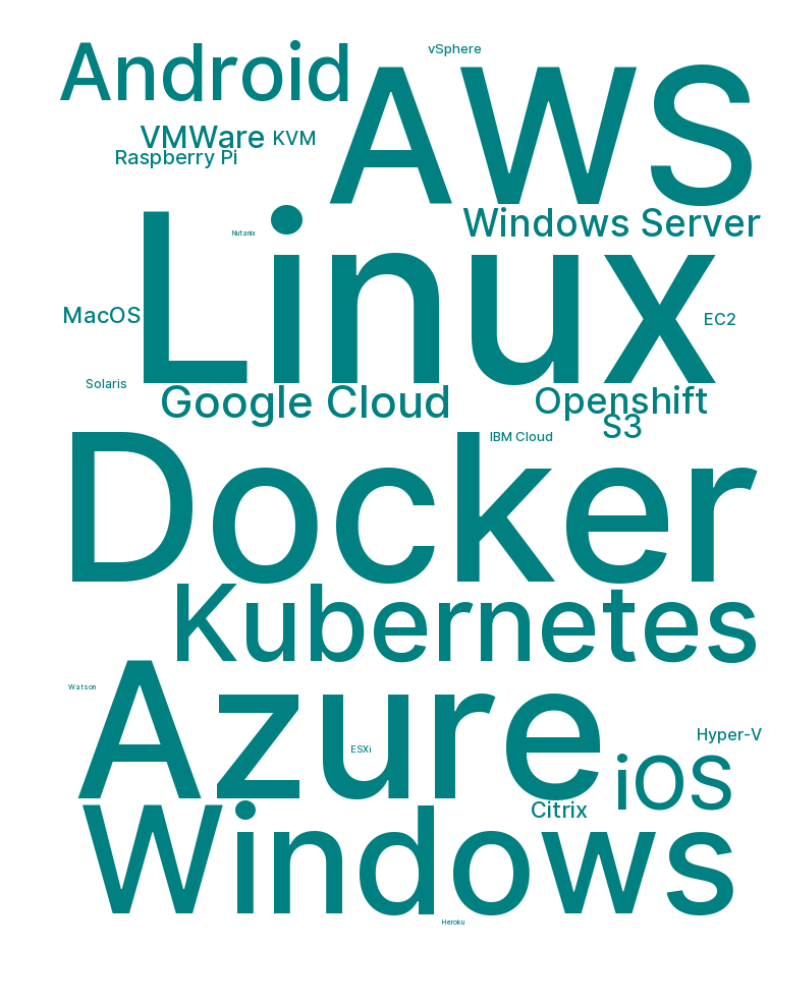 vSphere
Android
AWS
VMWare KVM
Raspberry Pi
Windows Server
Nutanix
Linux
MacOS
EC2
Solaris
Google Cloud
Openshift
S3
IBM Cloud
Docker
Kubernetes
Watson
Azure
ESXi
Hyper-V
iOS
Citrix
Windows
Heroku